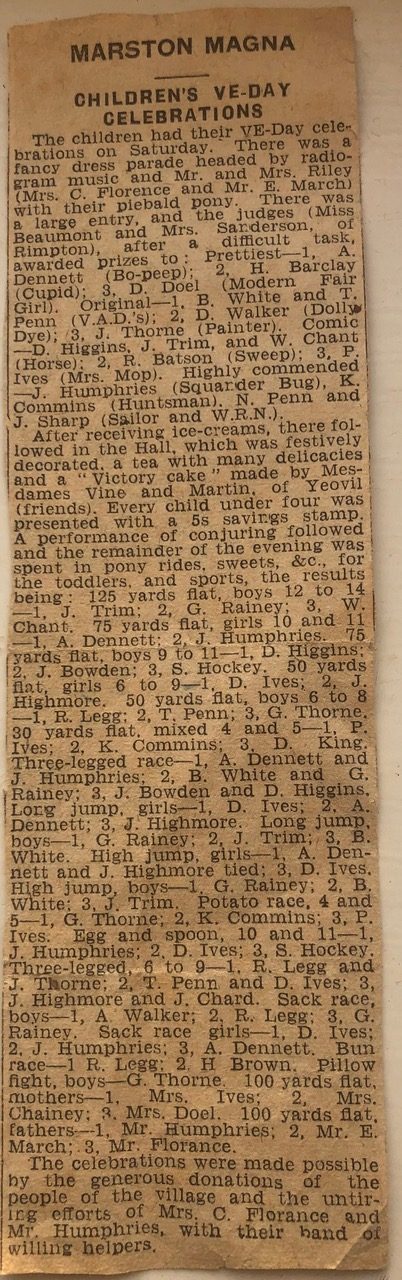 MARSTON MAGNA
CHILDREN'S VE-DAY
CELEBRATIONS
The children had their VE-Day cele-
brations on Saturday. There was a
fancy dress parade headed by radio-
gram music and Mr. and Mrs. Riley
(Mrs. C. Florence and Mr. E. March)
with their piebald pony. There was
a large entry, and the judges (Miss
Beaumont and Mrs. Sanderson, of
Rimpton), after a difficult task,
awarded prizes to: Prettiest—1, A.
Dennett (Bo-peep); 2, H. Barclay
(Cupid); 3, D. Doel (Modern Fair
Girl). Original—1, B. White and T.
Penn (V.A.D.'s); 2, D. Walker (Dolly
Dye); 3, J. Thorne (Painter). Comic
—D. Higgins, J. Trim, and W. Chant
(Horse); 2, R. Batson (Sweep); 3, P.
Ives (Mrs. Mop). Highly commended
—J. Humphries (Squander Bug), K.
Commins (Huntsman), N. Penn and
J. Sharp (Sailor and W.R.N.).
After receiving ice-creams, there fol-
lowed in the Hall, which was festively
decorated, a tea with many delicacies
and a "Victory cake" made by Mes-
dames Vine and Martin, of Yeovil
(friends). Every child under four was
presented with a 5s savings stamp.
A performance of conjuring followed
and the remainder of the evening was
spent in pony rides, sweets, &c., for
the toddlers, and sports, the results
being: 125 yards flat, boys 12 to 14
—1, J. Trim; 2, G. Rainey; 3, W.
Chant. 75 yards flat, girls 10 and 11
—1, A. Dennett; 2, J. Humphries. 75
yards flat, boys 9 to 11—1, D. Higgins;
2, J. Bowden; 3, S. Hockey. 50 yards
flat, girls 6 to 9—1, D. Ives; 2, J.
Highmore. 50 yards flat, boys 6 to 8
—1, R. Legg; 2, T. Penn; 3, G. Thorne.
30 yards flat, mixed 4 and 5—1, P.
Ives; 2, K. Commins; 3, D. King.
Three-legged race—1, A. Dennett and
J. Humphries; 2, B. White and G.
Rainey; 3, J. Bowden and D. Higgins.
Long jump, girls—1, D. Ives; 2, A.
Dennett; 3, J. Highmore. Long jump,
boys—1, G. Rainey; 2, J. Trim; 3, B.
White. High jump, girls—1, A. Den-
nett and J. Highmore tied; 3, D. Ives.
High jump, boys—1, G. Rainey; 2, B.
White; 3, J. Trim. Potato race, 4 and
5—1, G. Thorne; 2, K. Commins; 3, P.
Ives. Egg and spoon, 10 and 11—1,
J. Humphries; 2, D. Ives; 3, S. Hockey.
Three-legged, 6 to 9—1, R. Legg and
J. Thorne; 2, T. Penn and D. Ives; 3,
J. Highmore and J. Chard. Sack race,
boys—1, A. Walker; 2, R. Legg; 3, G.
Rainey. Sack race girls—1, D. Ives;
2, J. Humphries; 3, A. Dennett. Bun
race—1 R. Legg; 2 H Brown. Pillow
fight, boys—G. Thorne. 100 yards flat,
mothers—1, Mrs. Ives; 2, Mrs.
Chainey; 3, Mrs. Doel. 100 yards flat,
fathers—1, Mr. Humphries; 2, Mr. E.
March; 3, Mr. Florance.
The celebrations were made possible
by the generous donations of the
people of the village and the untir-
ing efforts of Mrs. C. Florance and
Mr. Humphries, with their band of
willing helpers.